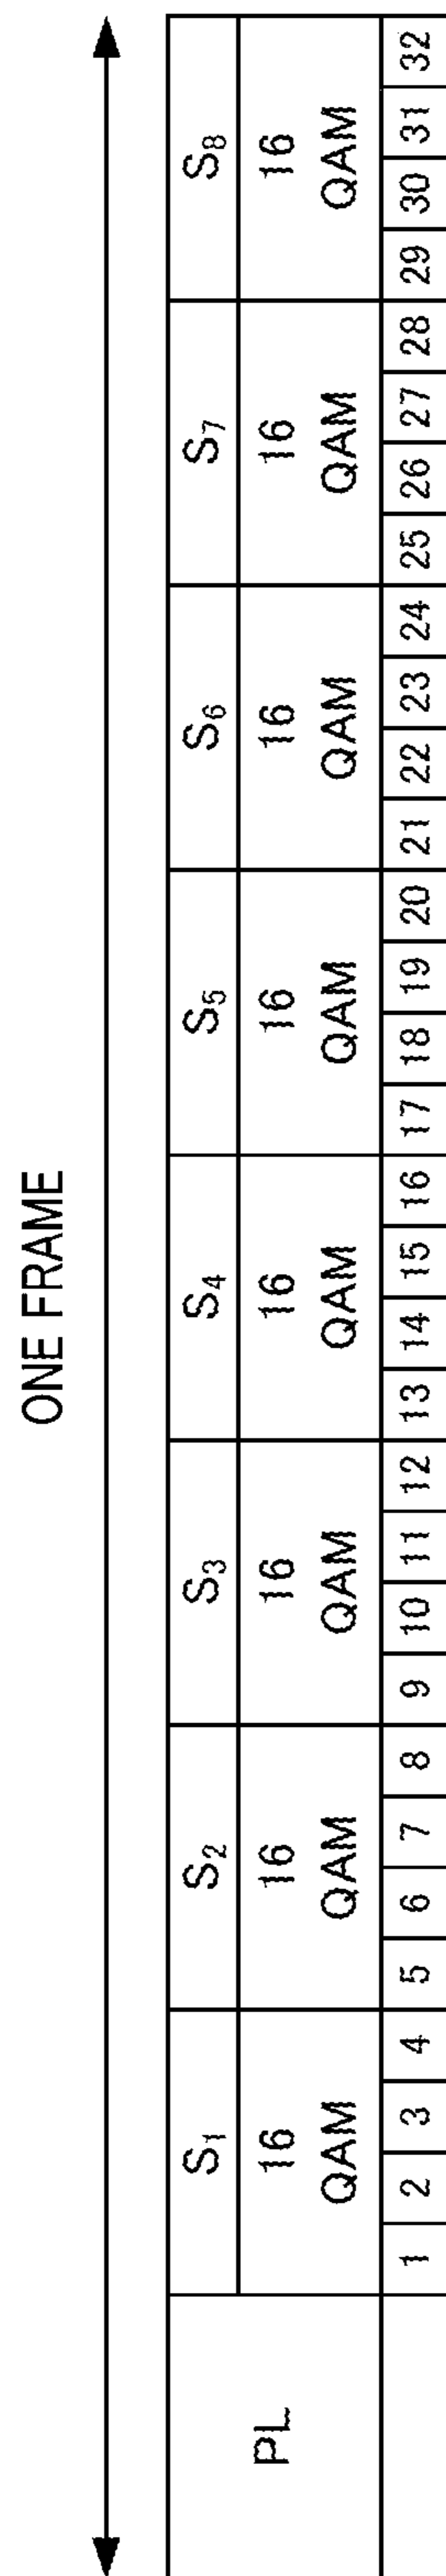 ONE FRAME
PL S₁ S₂ S₃ S₄ S₅ S₆ S₇ S₈
16 16 16 16 16 16 16 16
QAM QAM QAM QAM QAM QAM QAM QAM
1 2 3 4 5 6 7 8 9 10 11 12 13 14 15 16 17 18 19 20 21 22 23 24 25 26 27 28 29 30 31 32